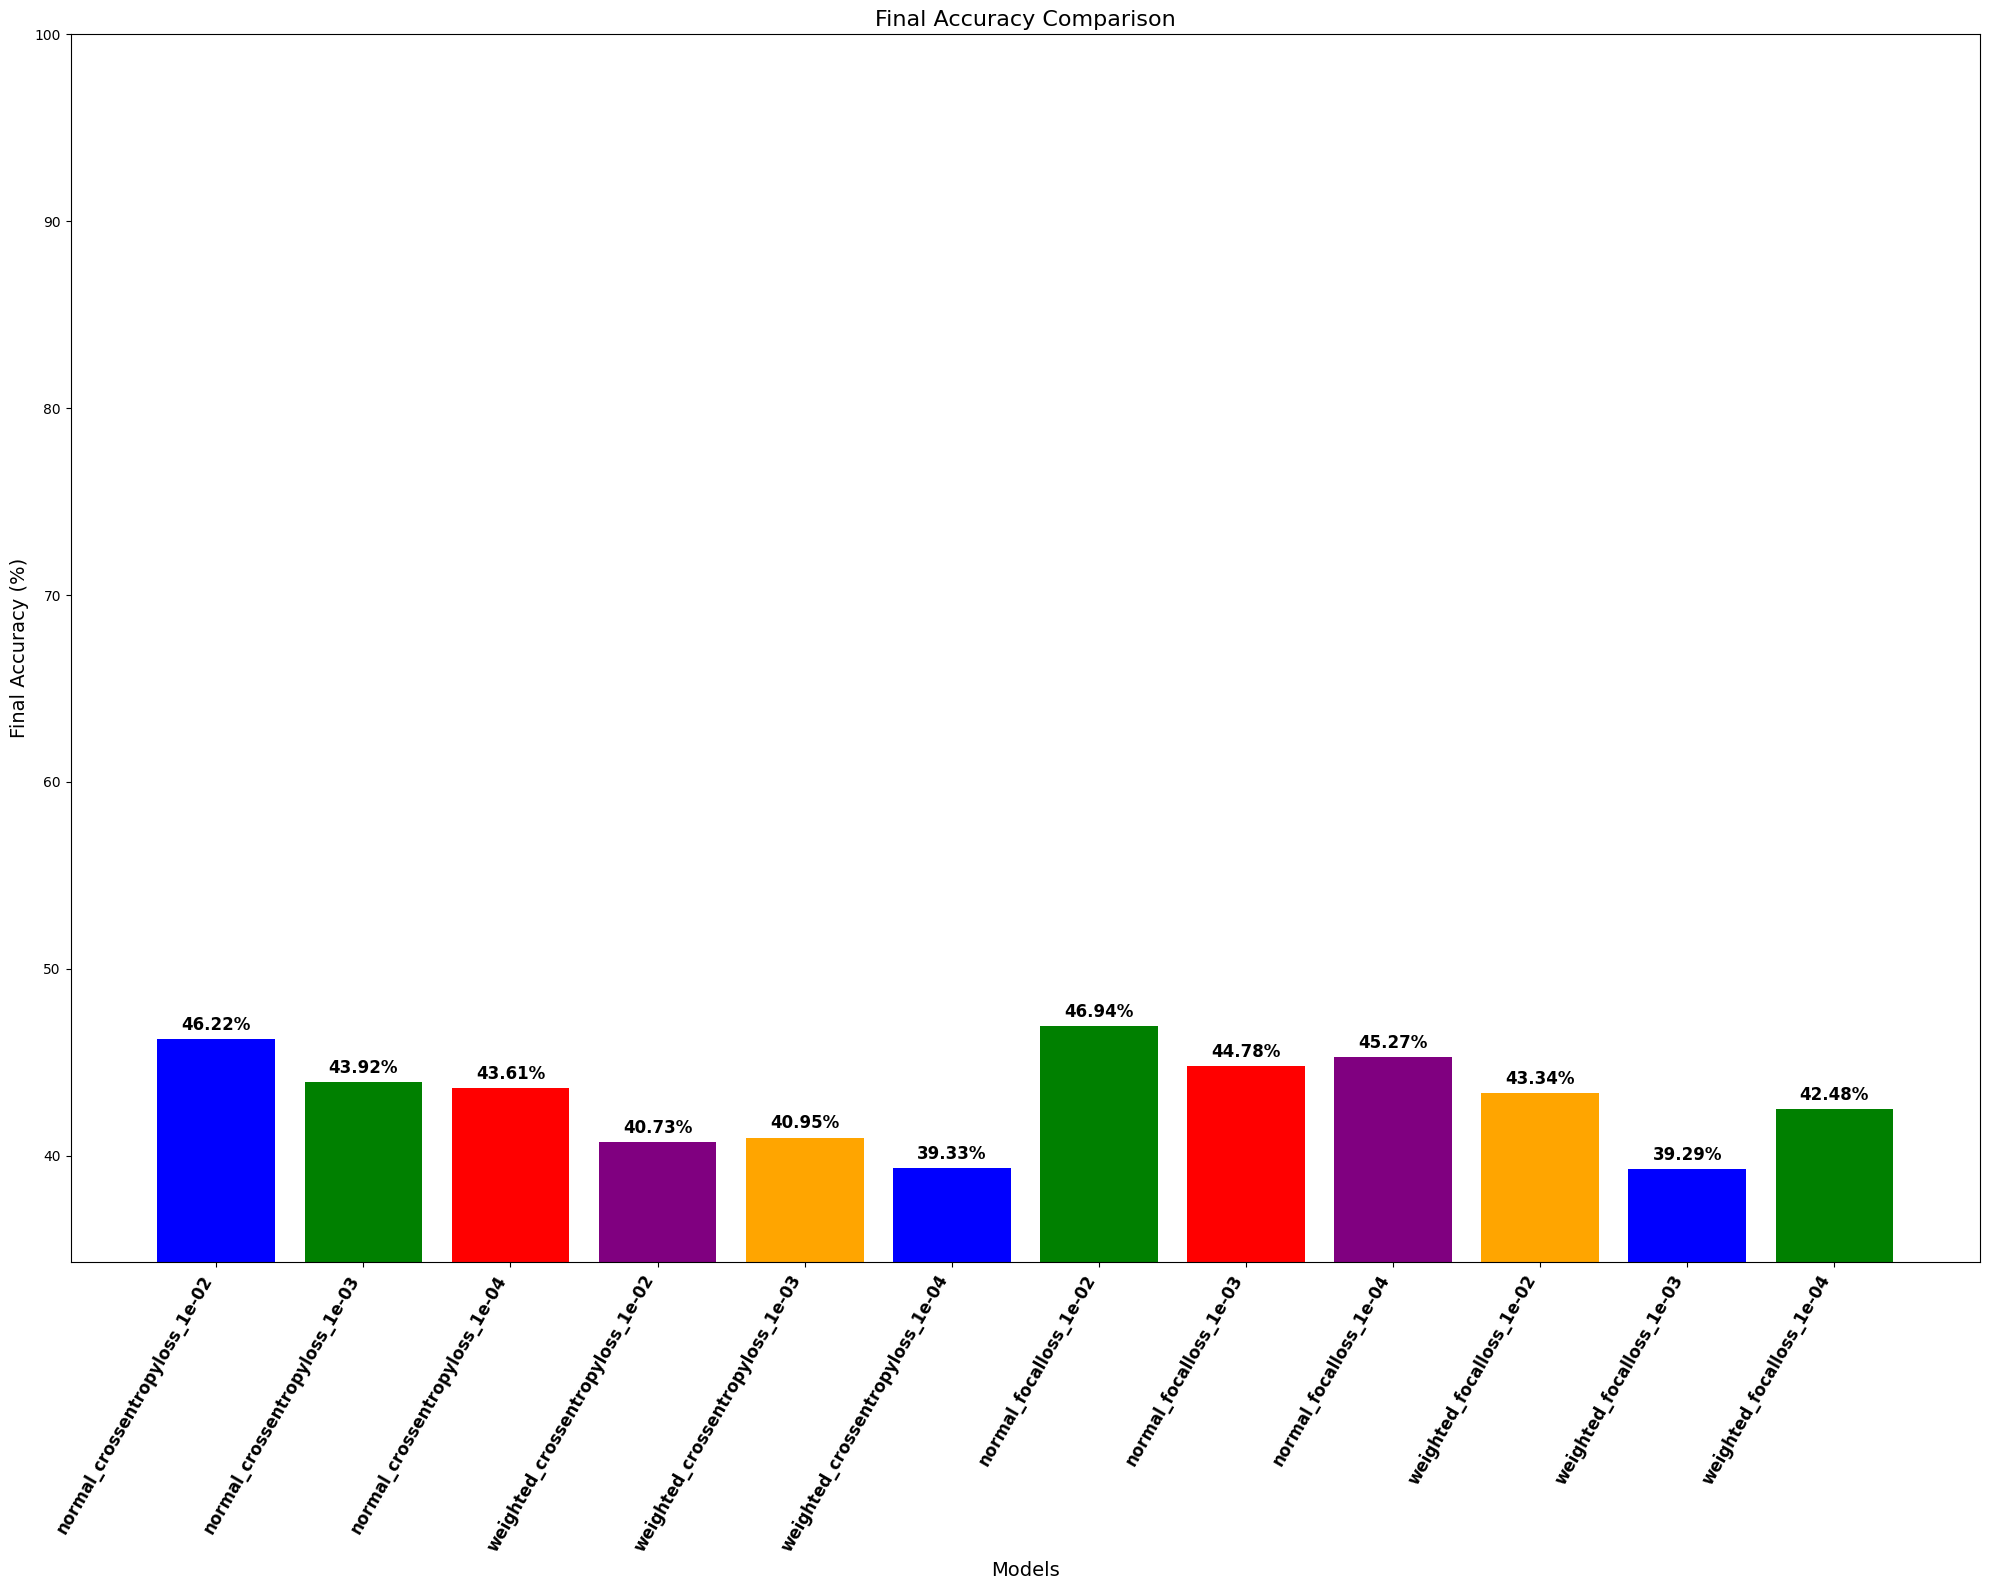 Final Accuracy Comparison
Final Accuracy (%)
100
90
80
70
60
50
40
46.22%
43.92%
43.61%
40.73%
40.95%
39.33%
46.94%
44.78%
45.27%
43.34%
39.29%
42.48%
normal_crossentropyloss_1e-02
normal_crossentropyloss_1e-03
normal_crossentropyloss_1e-04
weighted_crossentropyloss_1e-02
weighted_crossentropyloss_1e-03
weighted_crossentropyloss_1e-04
normal_focalloss_1e-02
normal_focalloss_1e-03
normal_focalloss_1e-04
weighted_focalloss_1e-02
weighted_focalloss_1e-03
weighted_focalloss_1e-04
Models